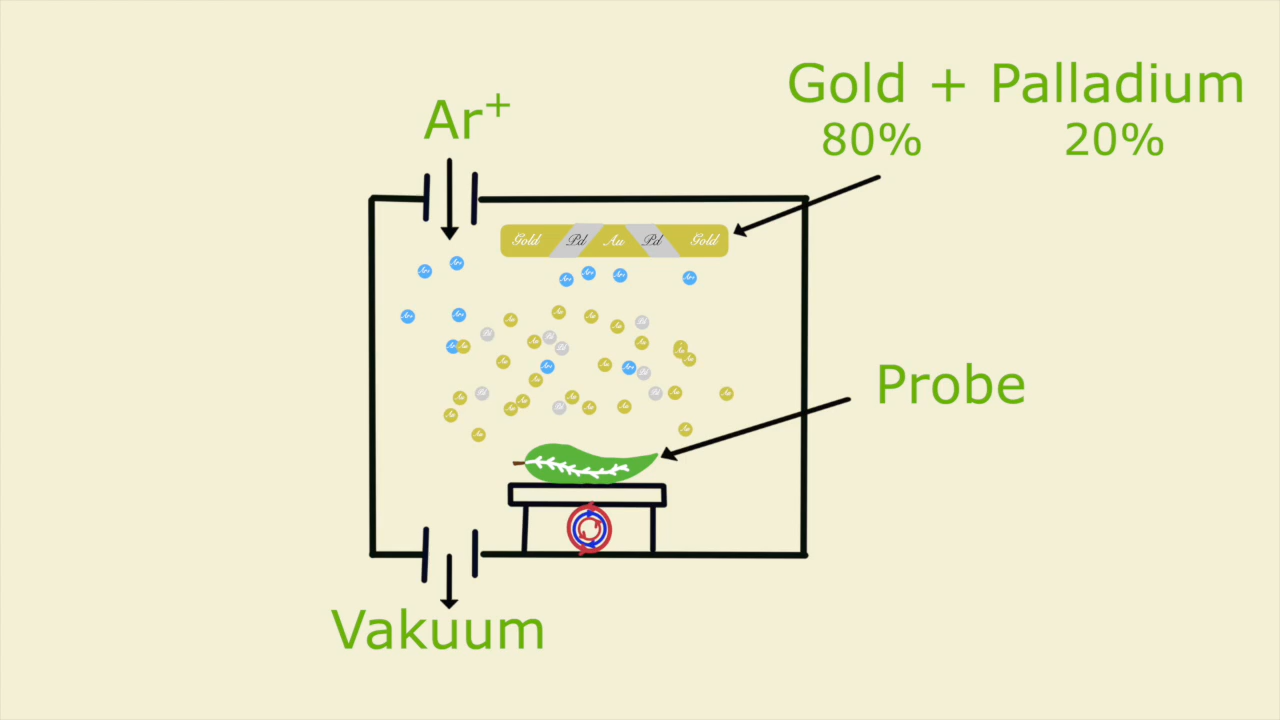 Gold + Palladium
80% 20%
Ar⁺
Gold Pd Au Pd Gold
Probe
Vakuum